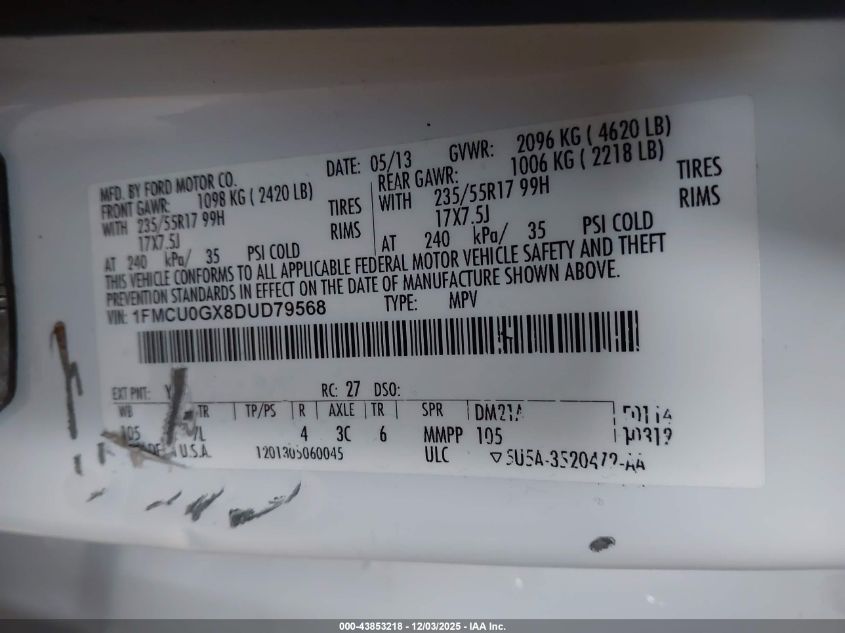 MFD. BY FORD MOTOR CO.
DATE: 05/13 GVWR: 2096 KG ( 4620 LB)
FRONT GAWR: 1098 KG ( 2420 LB) REAR GAWR: 1006 KG ( 2218 LB)
WITH 235/55R17 99H TIRES WITH 235/55R17 99H TIRES
17X7.5J RIMS 17X7.5J RIMS
AT 240 kPa/ 35 PSI COLD AT 240 kPa/ 35 PSI COLD
THIS VEHICLE CONFORMS TO ALL APPLICABLE FEDERAL MOTOR VEHICLE SAFETY AND THEFT
PREVENTION STANDARDS IN EFFECT ON THE DATE OF MANUFACTURE SHOWN ABOVE.
VIN: 1FMCU0GX8DUD79568 TYPE: MPV
EXT PNT: RC: 27 DSO:
WB TR TP/PS R AXLE TR SPR DM21A
105 4 3C 6 MMPP 105
U.S.A. 1201305060045 ULC
000-43853218 - 12/03/2025 - IAA Inc.